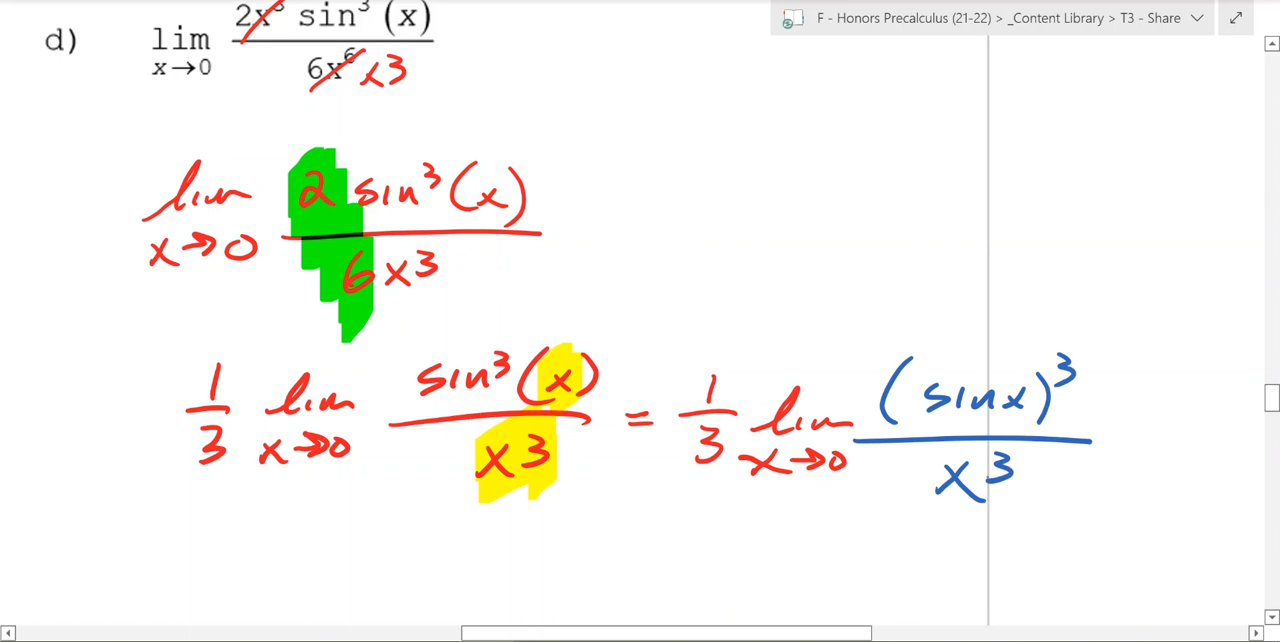 F - Honors Precalculus (21-22) > _Content Library > T3 - Share
d) lim x→0 2x³ sin³ (x) / 6x⁶ x3
lim x→0 2 sin³(x) / 6x³
1/3 lim x→0 sin³(x) / x³ = 1/3 lim x→0 (sinx)³ / x³